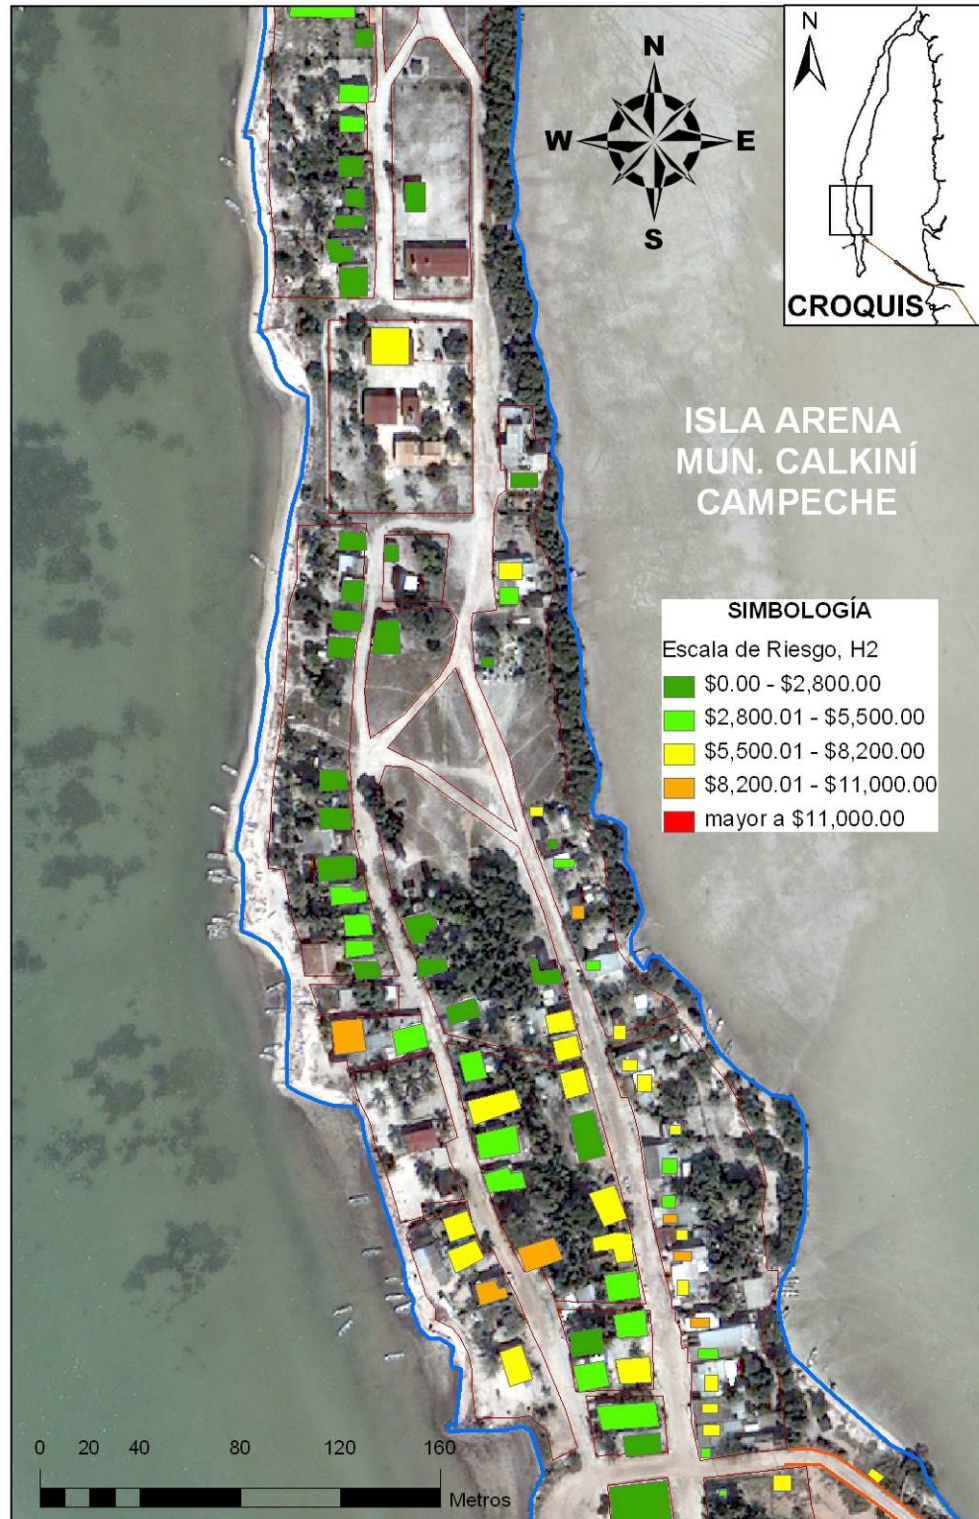 N
W
E
S
N
CROQUIS
ISLA ARENA
MUN. CALKINÍ
CAMPECHE
SIMBOLOGÍA
Escala de Riesgo, H2
$0.00 - $2,800.00
$2,800.01 - $5,500.00
$5,500.01 - $8,200.00
$8,200.01 - $11,000.00
mayor a $11,000.00
0 20 40 80 120 160
Metros